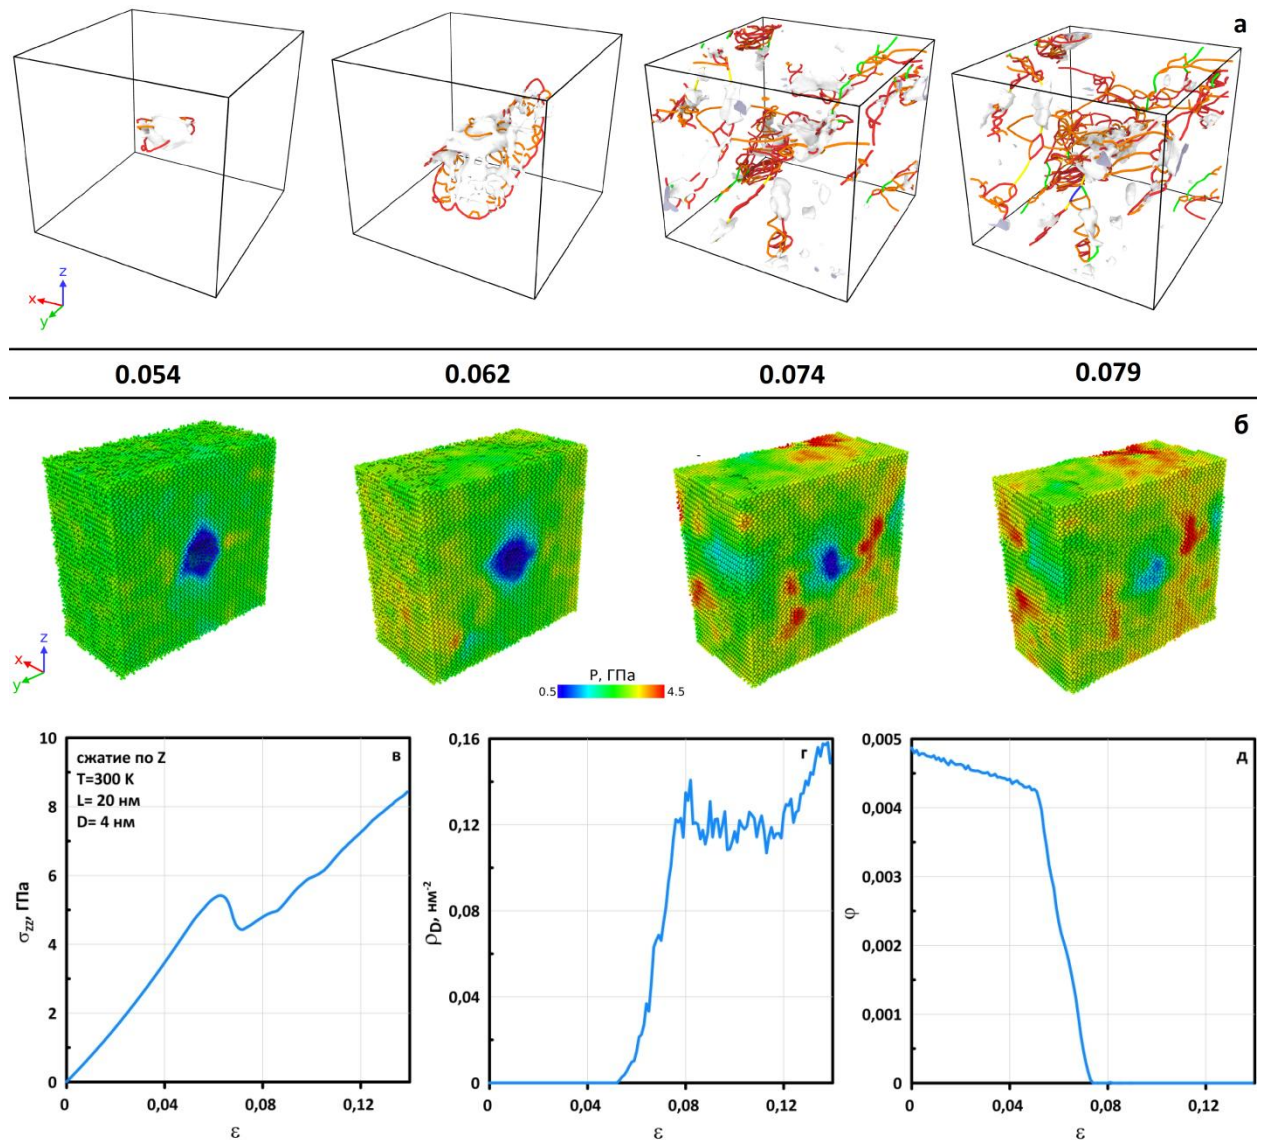 а
z
x
y
0.054 0.062 0.074 0.079
б
z
x
y
P, ГПа
0.5 4.5
сжатие по Z
T=300 K
L= 20 нм
D= 4 нм
в
σzz, ГПа
10
8
6
4
2
0
0 0,04 0,08 0,12
ε
г
ρD, нм-2
0,16
0,12
0,08
0,04
0
0 0,04 0,08 0,12
ε
д
φ
0,005
0,004
0,003
0,002
0,001
0
0 0,04 0,08 0,12
ε